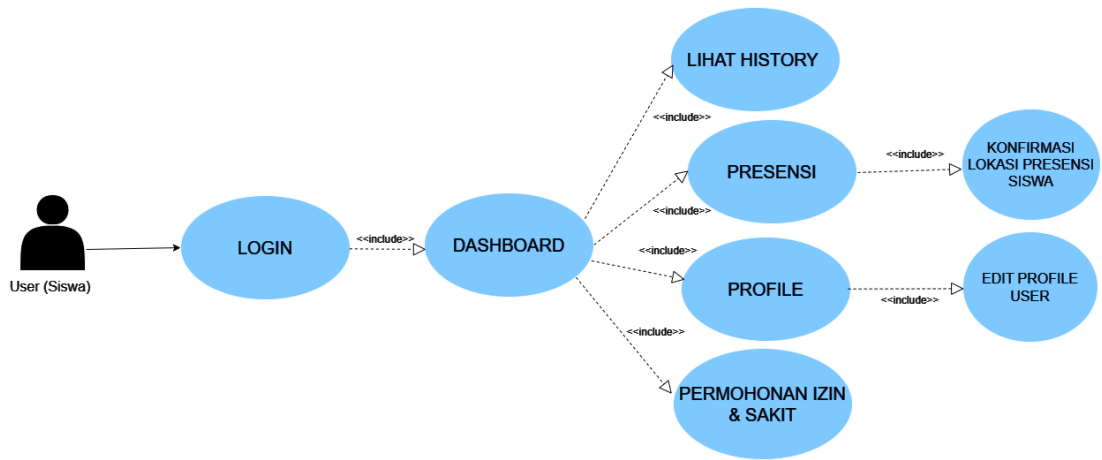 User (Siswa)
LOGIN
<<include>>
DASHBOARD
<<include>>
LIHAT HISTORY
<<include>>
PRESENSI
<<include>>
KONFIRMASI
LOKASI PRESENSI
SISWA
<<include>>
PROFILE
<<include>>
EDIT PROFILE
USER
<<include>>
PERMOHONAN IZIN
& SAKIT